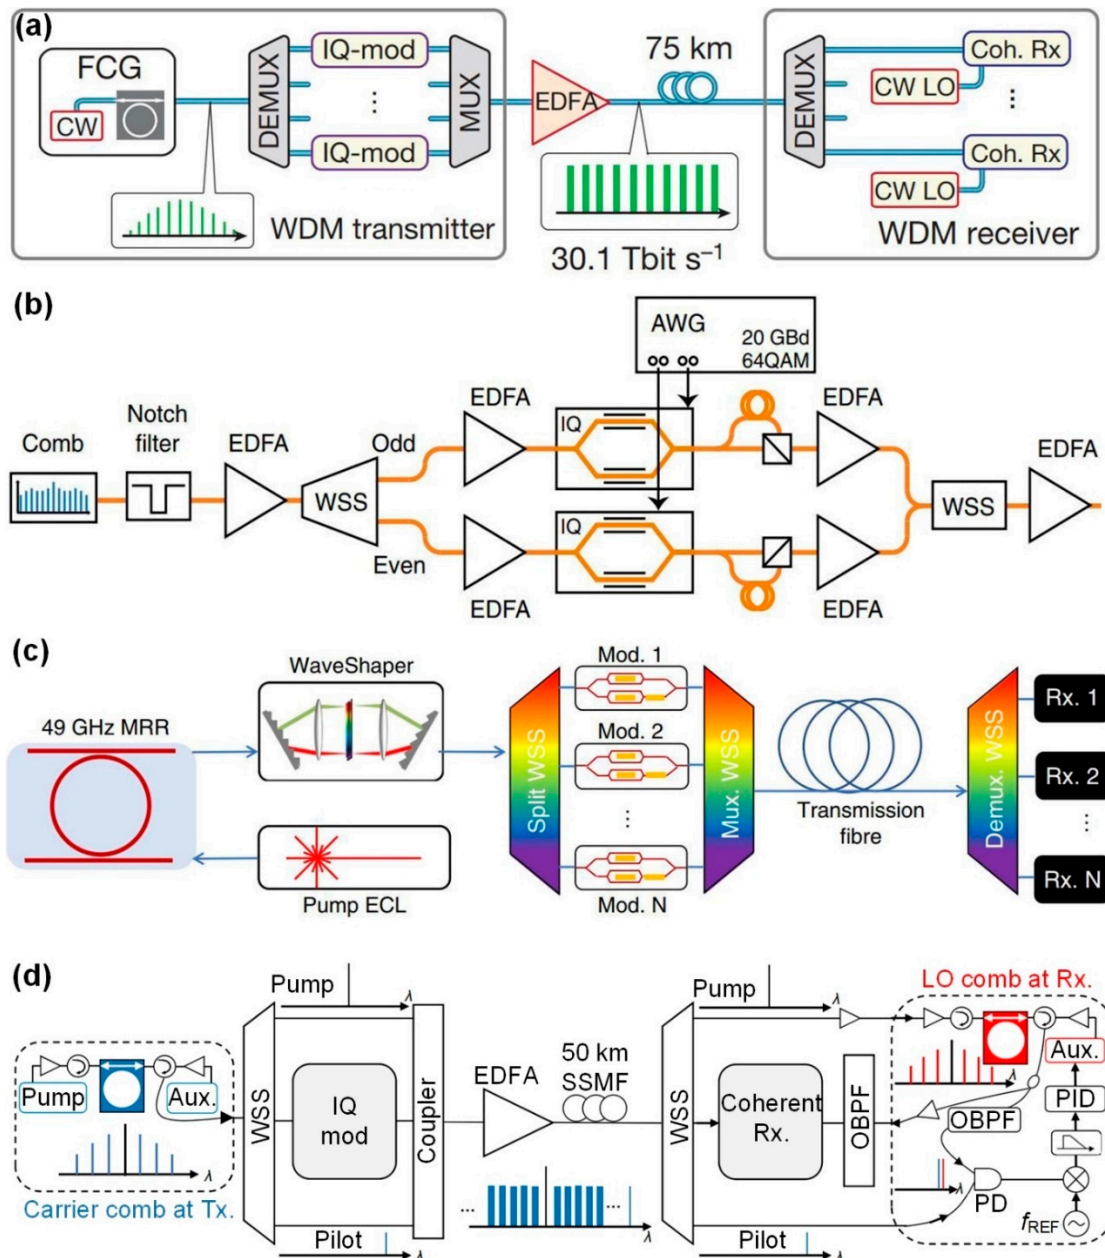 (a)
FCG
CW
DEMUX
IQ-mod
⋮
IQ-mod
MUX
WDM transmitter
EDFA
75 km
30.1 Tbit s⁻¹
DEMUX
Coh. Rx
CW LO
⋮
Coh. Rx
CW LO
WDM receiver
(b)
AWG
20 GBd
64QAM
Comb
Notch
filter
EDFA
WSS
Odd
Even
EDFA
EDFA
IQ
IQ
EDFA
EDFA
WSS
EDFA
(c)
49 GHz MRR
WaveShaper
Pump ECL
Split WSS
Mod. 1
Mod. 2
⋮
Mod. N
Mux. WSS
Transmission
fibre
Demux. WSS
Rx. 1
Rx. 2
⋮
Rx. N
(d)
Pump
Aux.
λ
Carrier comb at Tx.
WSS
Pump
λ
IQ
mod
Coupler
Pilot
λ
EDFA
50 km
SSMF
...
...
λ
WSS
Pump
λ
Coherent
Rx.
OBPF
Pilot
λ
LO comb at Rx.
λ
Aux.
PID
OBPF
λ
PD
fREF